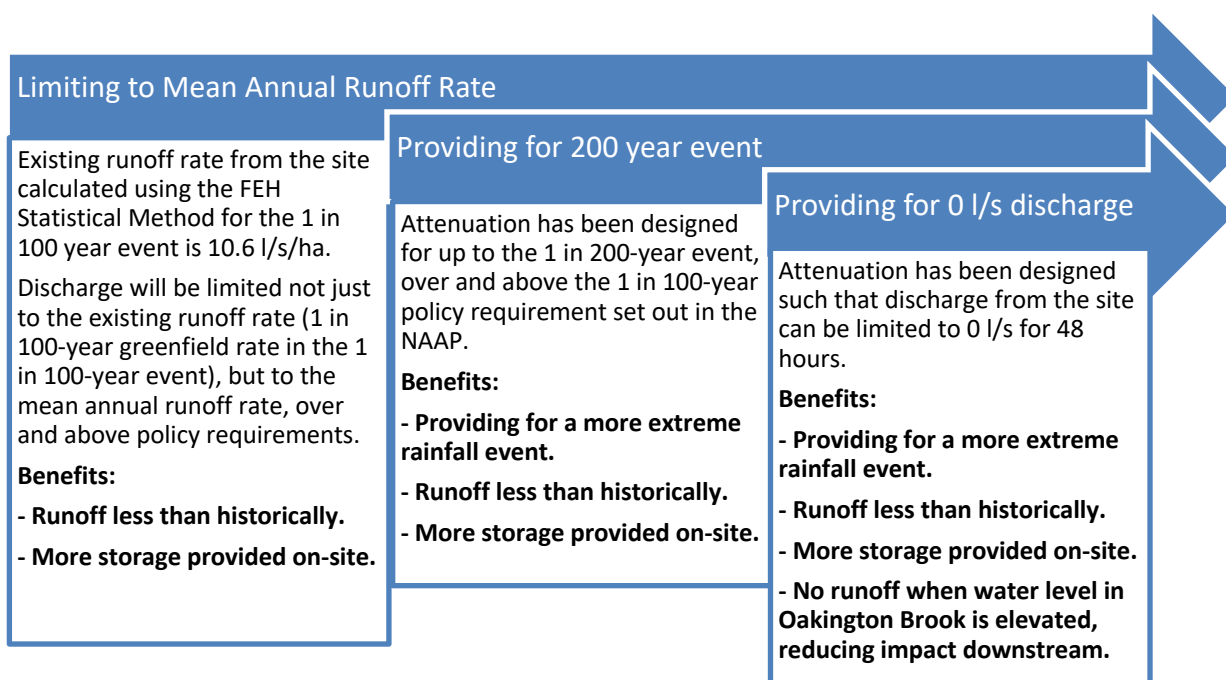 Limiting to Mean Annual Runoff Rate
Existing runoff rate from the site
calculated using the FEH
Statistical Method for the 1 in
100 year event is 10.6 l/s/ha.
Discharge will be limited not just
to the existing runoff rate (1 in
100-year greenfield rate in the 1
in 100-year event), but to the
mean annual runoff rate, over
and above policy requirements.
Benefits:
- Runoff less than historically.
- More storage provided on-site.
Providing for 200 year event
Attenuation has been designed
for up to the 1 in 200-year event,
over and above the 1 in 100-year
policy requirement set out in the
NAAP.
Benefits:
- Providing for a more extreme
rainfall event.
- Runoff less than historically.
- More storage provided on-site.
Providing for 0 l/s discharge
Attenuation has been designed
such that discharge from the site
can be limited to 0 l/s for 48
hours.
Benefits:
- Providing for a more extreme
rainfall event.
- Runoff less than historically.
- More storage provided on-site.
- No runoff when water level in
Oakington Brook is elevated,
reducing impact downstream.